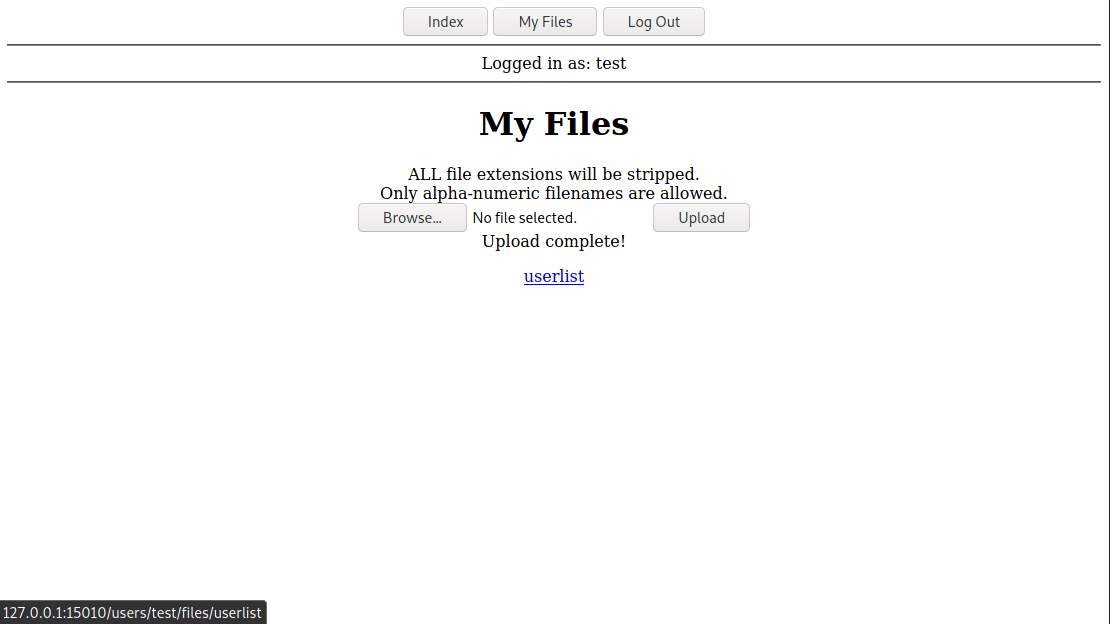 Index My Files Log Out
Logged in as: test
My Files
ALL file extensions will be stripped.
Only alpha-numeric filenames are allowed.
Browse... No file selected. Upload
Upload complete!
userlist
127.0.0.1:15010/users/test/files/userlist